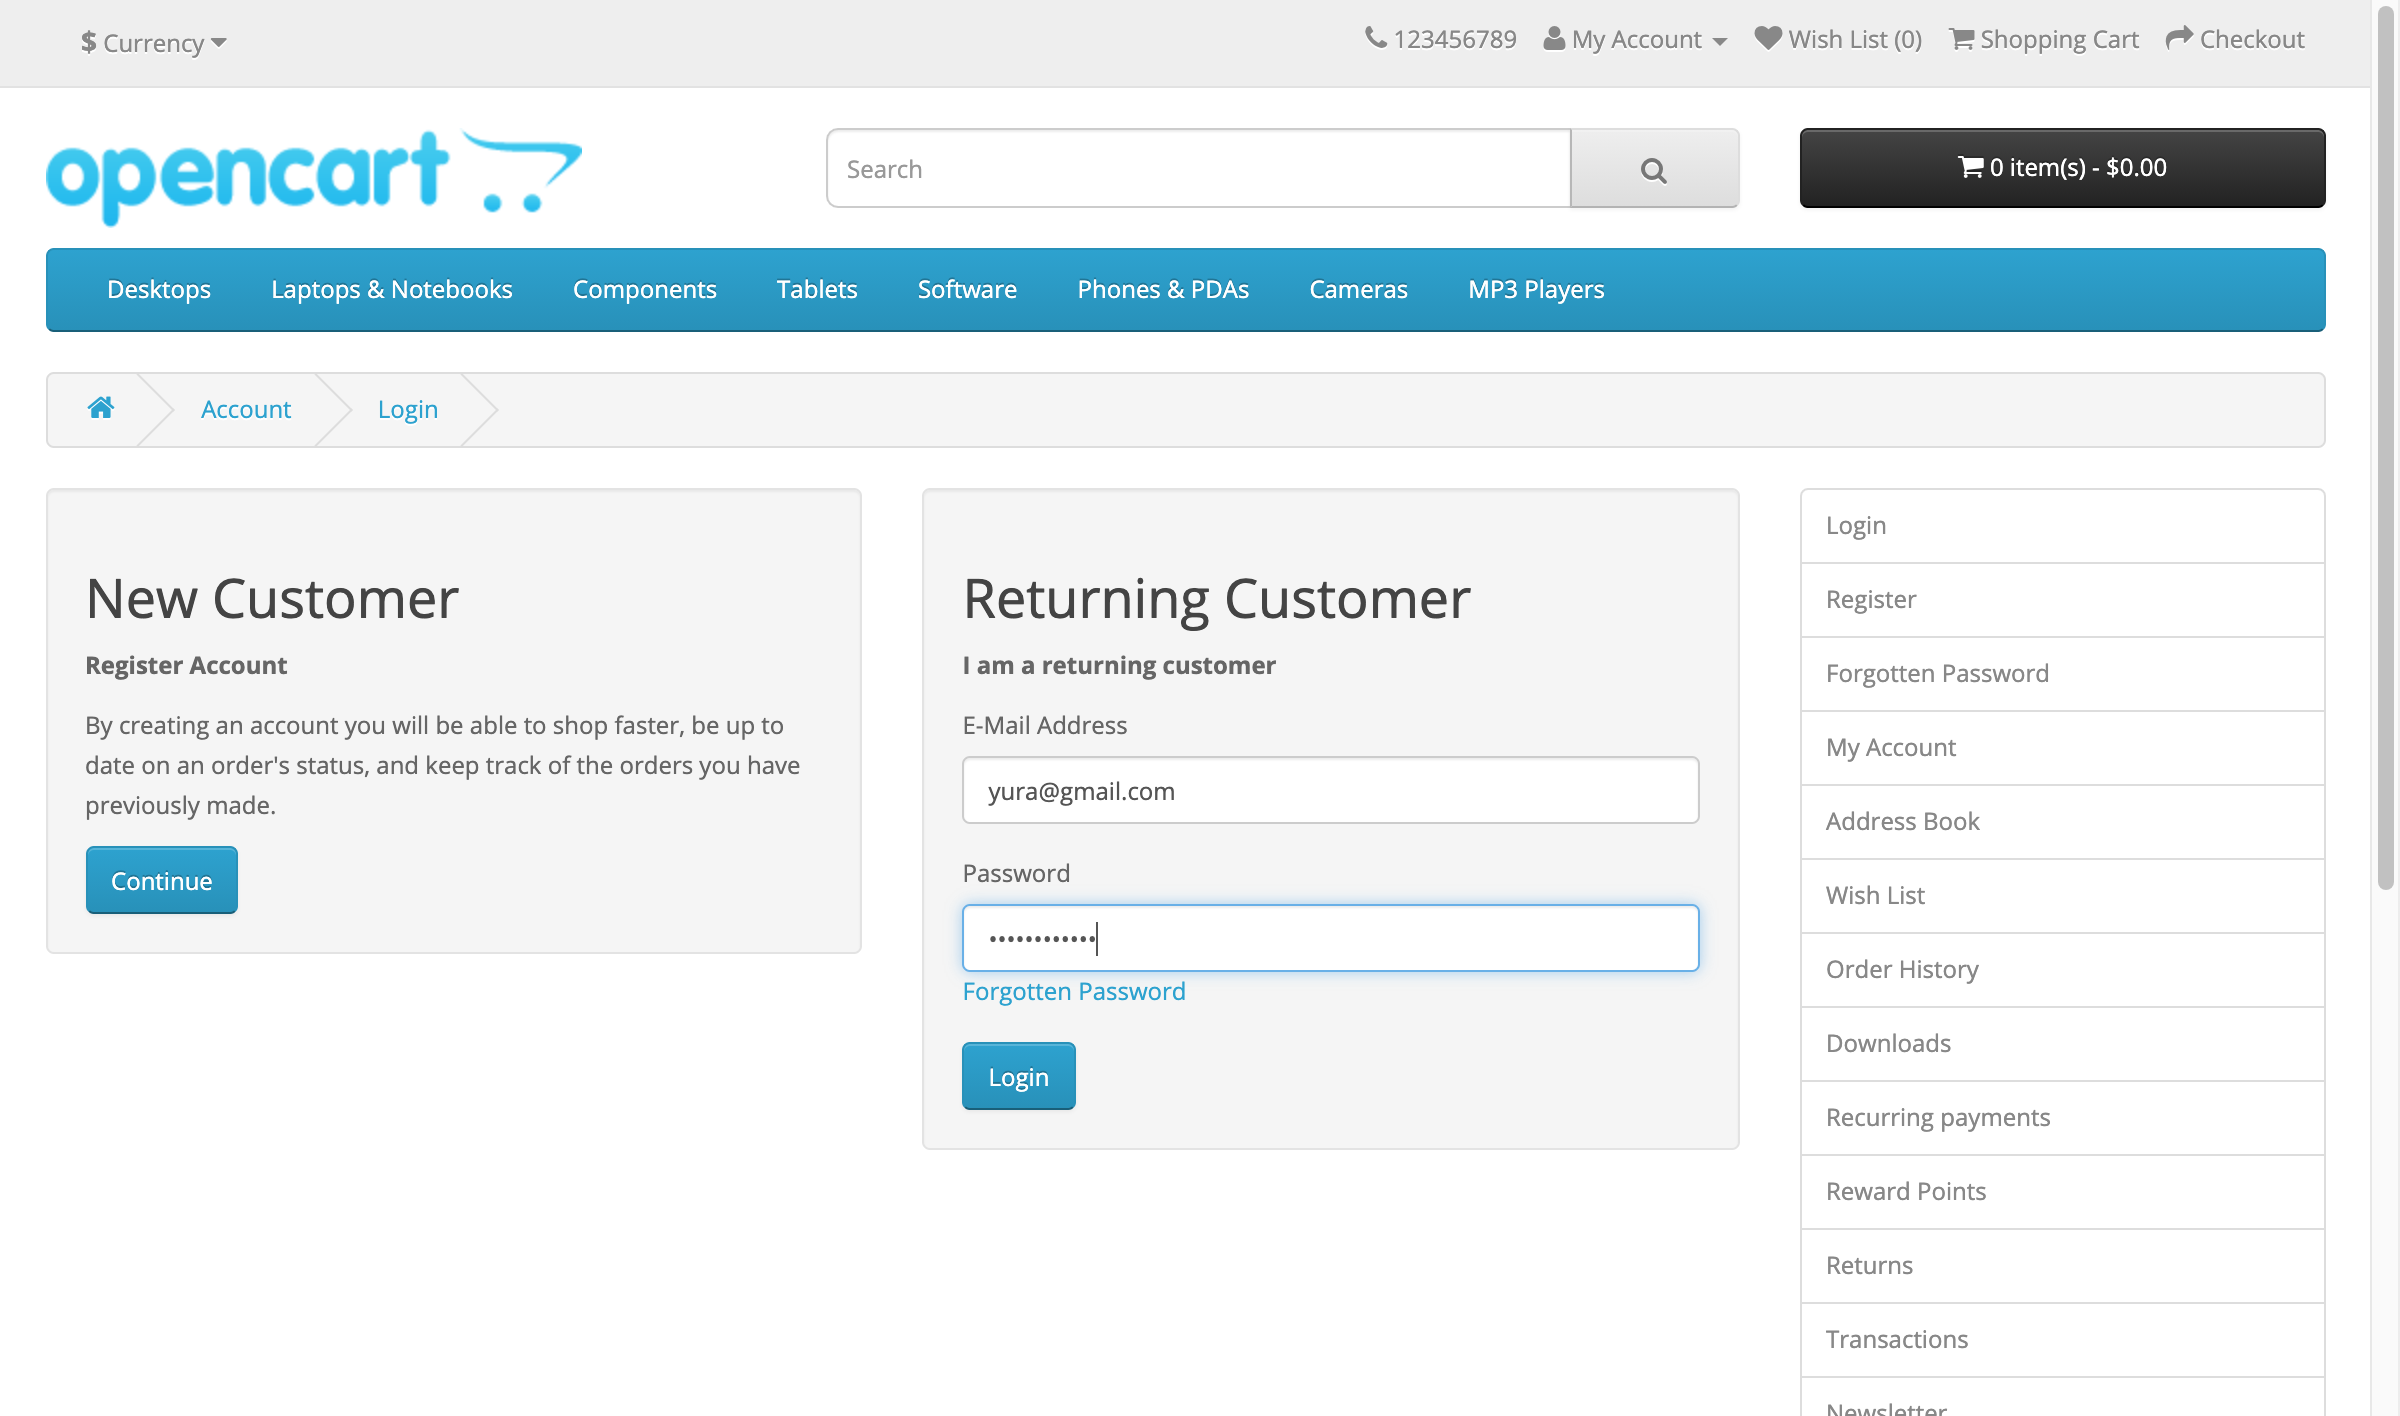 $ Currency
123456789 My Account Wish List (0) Shopping Cart Checkout
opencart
Search
0 item(s) - $0.00
Desktops Laptops & Notebooks Components Tablets Software Phones & PDAs Cameras MP3 Players
Account Login
New Customer
Register Account
By creating an account you will be able to shop faster, be up to
date on an order's status, and keep track of the orders you have
previously made.
Continue
Returning Customer
I am a returning customer
E-Mail Address
yura@gmail.com
Password
••••••••••••
Forgotten Password
Login
Login
Register
Forgotten Password
My Account
Address Book
Wish List
Order History
Downloads
Recurring payments
Reward Points
Returns
Transactions
Newsletter